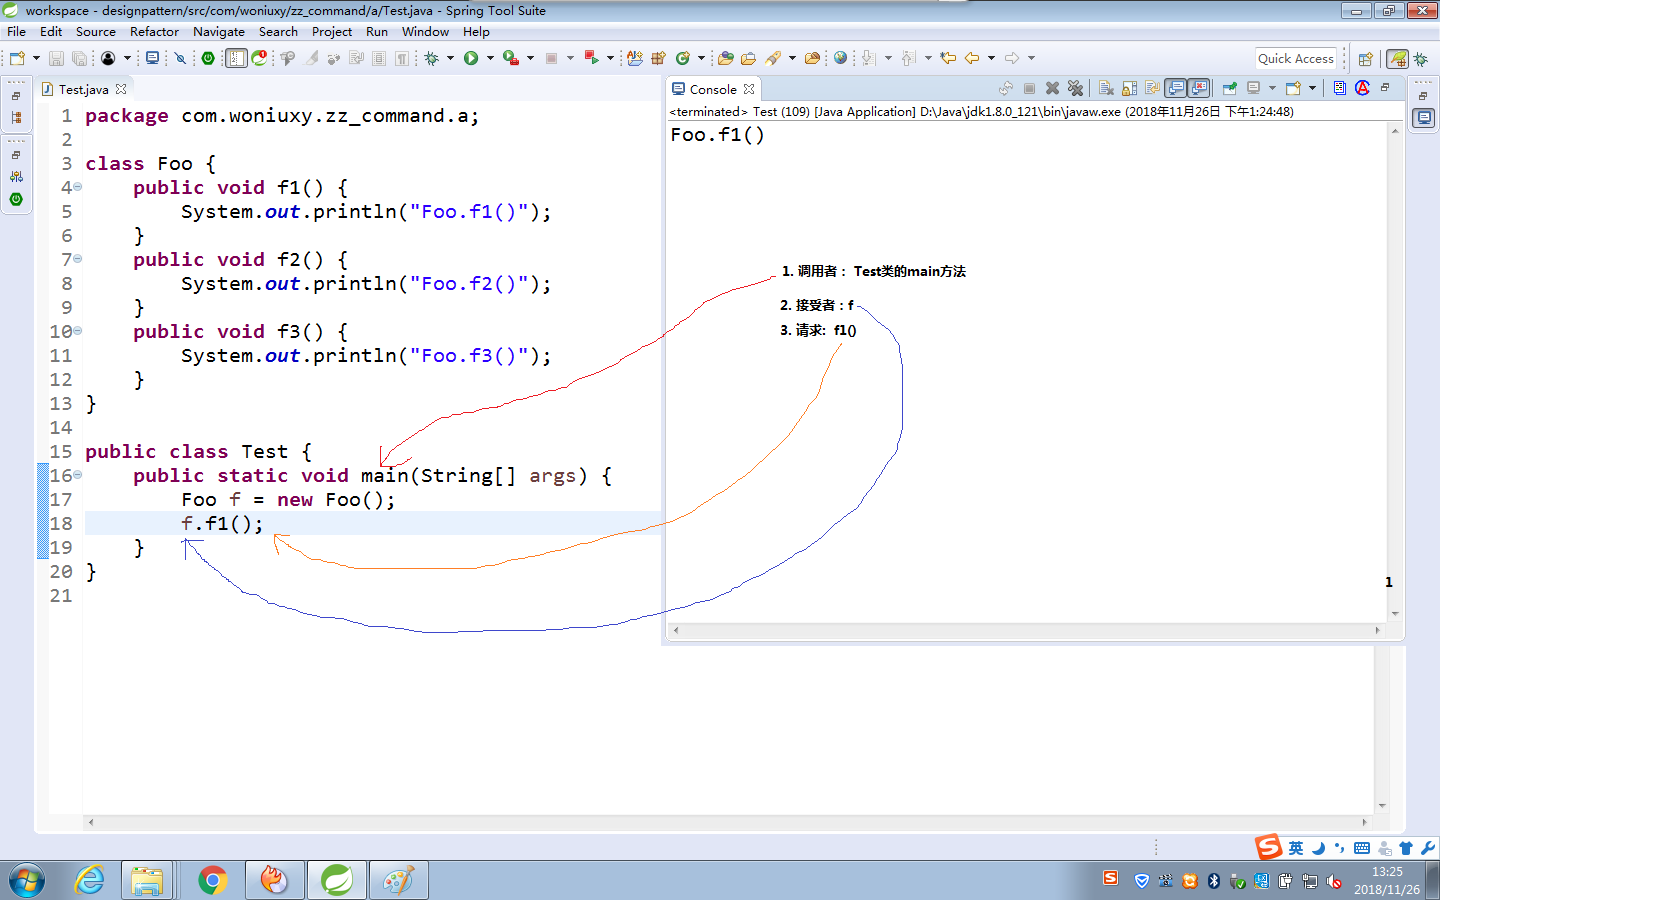 workspace - designpattern/src/com/woniuxy/zz_command/a/Test.java - Spring Tool Suite
File Edit Source Refactor Navigate Search Project Run Window Help
Quick Access
Test.java
1 package com.woniuxy.zz_command.a;
2
3 class Foo {
4 public void f1() {
5 System.out.println("Foo.f1()");
6 }
7 public void f2() {
8 System.out.println("Foo.f2()");
9 }
10 public void f3() {
11 System.out.println("Foo.f3()");
12 }
13 }
14
15 public class Test {
16 public static void main(String[] args) {
17 Foo f = new Foo();
18 f.f1();
19 }
20 }
21
Console
<terminated> Test (109) [Java Application] D:\Java\jdk1.8.0_121\bin\javaw.exe (2018年11月26日 下午1:24:48)
Foo.f1()
1. 调用者： Test类的main方法
2. 接受者：f
3. 请求: f1()
1
英
13:25
2018/11/26